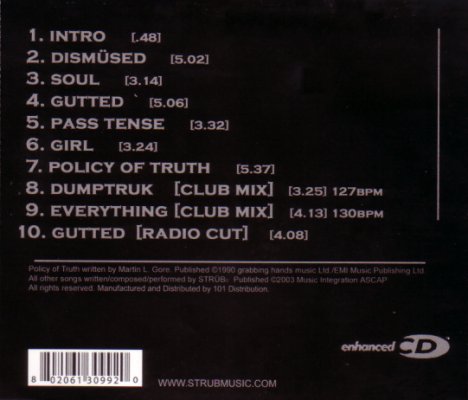 1. INTRO [.48]
2. DISMÜSED [5.02]
3. SOUL [3.14]
4. GUTTED [5.06]
5. PASS TENSE [3.32]
6. GIRL [3.24]
7. POLICY OF TRUTH [5.37]
8. DUMPTRUK [CLUB MIX] [3.25] 127BPM
9. EVERYTHING [CLUB MIX] [4.13] 130BPM
10. GUTTED [RADIO CUT] [4.08]
Policy of Truth written by Martin L. Gore. Published ©1990 grabbing hands music Ltd /EMI Music Publishing Ltd.
All other songs written/composed/performed by STRÜB: Published ©2003 Music Integration ASCAP
All rights reserved. Manufactured and Distributed by 101 Distribution.
enhanced CD
8 02061 30992 0
WWW.STRUBMUSIC.COM